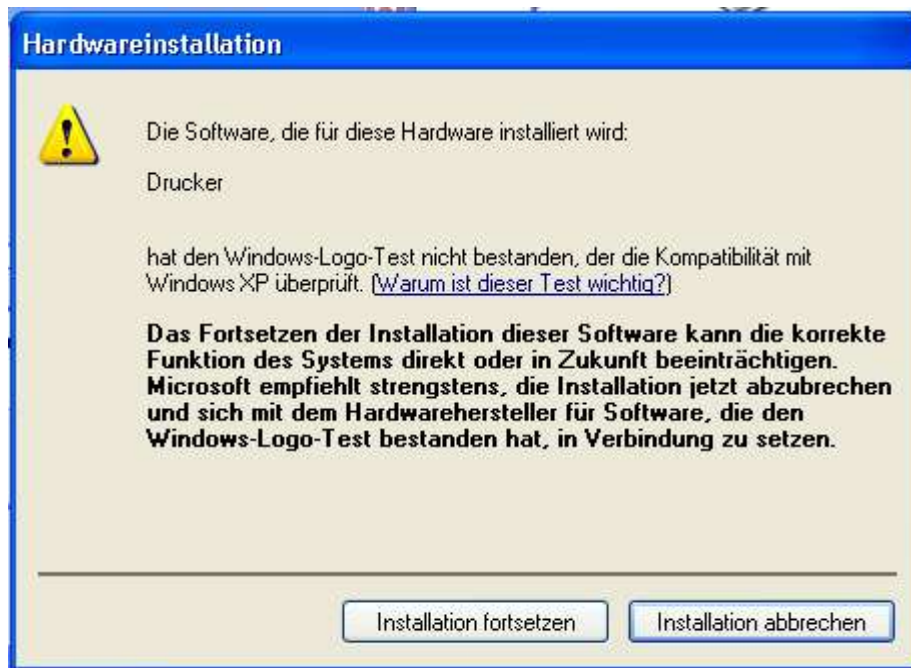 Hardwareinstallation
Die Software, die für diese Hardware installiert wird:
Drucker
hat den Windows-Logo-Test nicht bestanden, der die Kompatibilität mit
Windows XP überprüft. (Warum ist dieser Test wichtig?)
Das Fortsetzen der Installation dieser Software kann die korrekte
Funktion des Systems direkt oder in Zukunft beeinträchtigen.
Microsoft empfiehlt strengstens, die Installation jetzt abzubrechen
und sich mit dem Hardwarehersteller für Software, die den
Windows-Logo-Test bestanden hat, in Verbindung zu setzen.
Installation fortsetzen Installation abbrechen